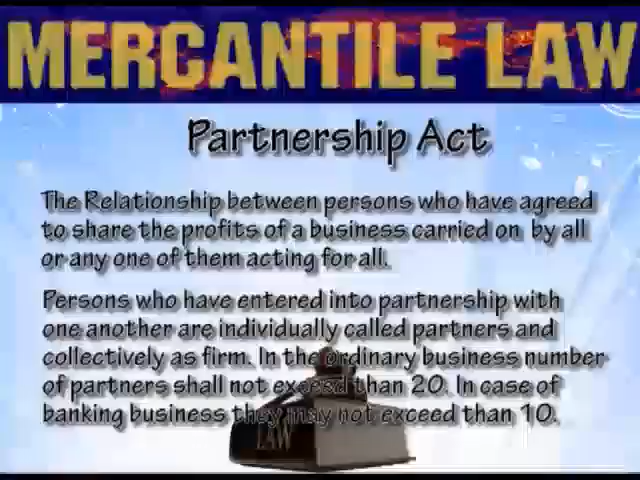 MERCANTILE LAW
Partnership Act
The Relationship between persons who have agreed
to share the profits of a business carried on by all
or any one of them acting for all.
Persons who have entered into partnership with
one another are individually called partners and
collectively as firm. In the ordinary business number
of partners shall not exceed than 20. In case of
banking business they may not exceed than 10.
LAW